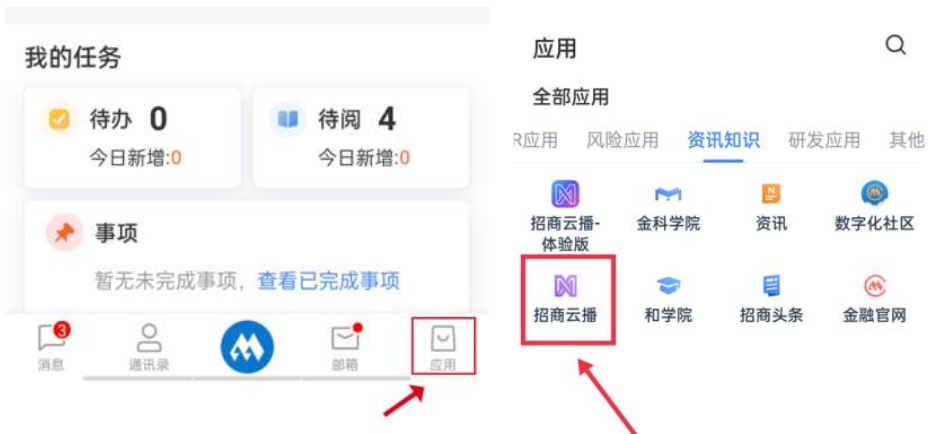 我的任务
待办 0
今日新增:0
待阅 4
今日新增:0
事项
暂无未完成事项, 查看已完成事项
3
消息
通讯录
邮箱
应用
应用
全部应用
R应用 风险应用 资讯知识 研发应用 其他
招商云播-
体验版
金科学院
资讯
数字化社区
招商云播
和学院
招商头条
金融官网